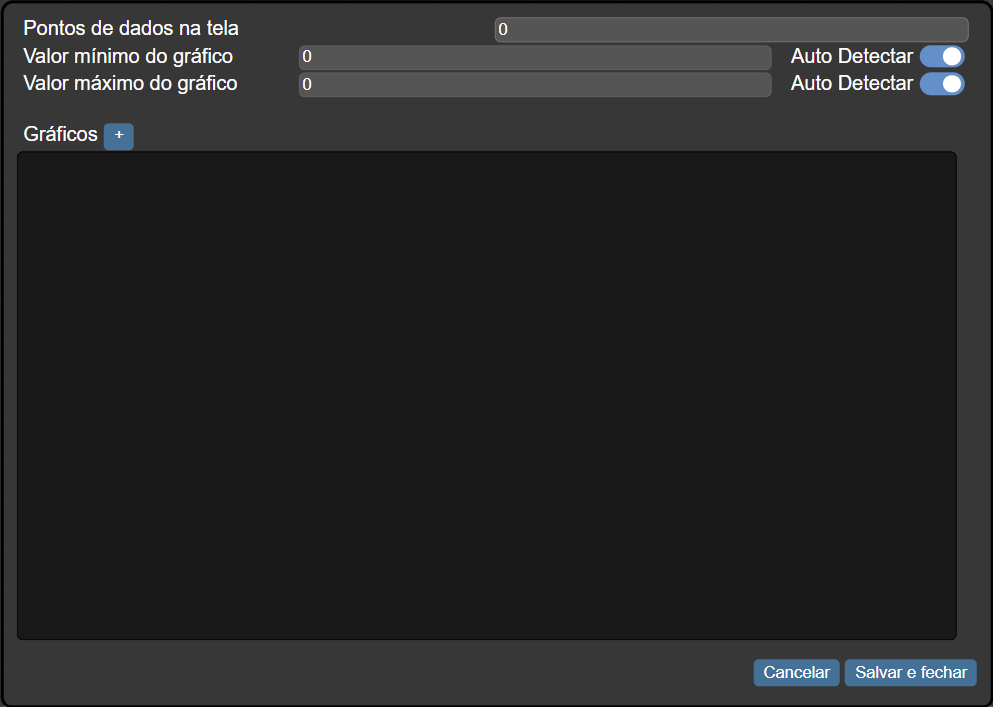 Pontos de dados na tela 0
Valor mínimo do gráfico 0 Auto Detectar
Valor máximo do gráfico 0 Auto Detectar
Gráficos +
Cancelar Salvar e fechar